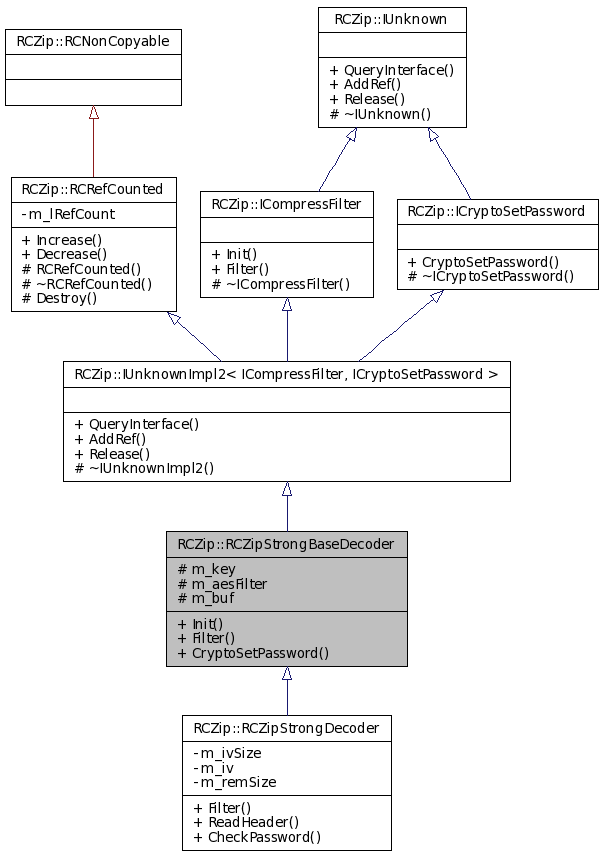 RCZip::RCNonCopyable
RCZip::IUnknown
+ QueryInterface()
+ AddRef()
+ Release()
# ~IUnknown()
RCZip::RCRefCounted
- m_lRefCount
+ Increase()
+ Decrease()
# RCRefCounted()
# ~RCRefCounted()
# Destroy()
RCZip::ICompressFilter
+ Init()
+ Filter()
# ~ICompressFilter()
RCZip::ICryptoSetPassword
+ CryptoSetPassword()
# ~ICryptoSetPassword()
RCZip::IUnknownImpl2< ICompressFilter, ICryptoSetPassword >
+ QueryInterface()
+ AddRef()
+ Release()
# ~IUnknownImpl2()
RCZip::RCZipStrongBaseDecoder
# m_key
# m_aesFilter
# m_buf
+ Init()
+ Filter()
+ CryptoSetPassword()
RCZip::RCZipStrongDecoder
- m_ivSize
- m_iv
- m_remSize
+ Filter()
+ ReadHeader()
+ CheckPassword()